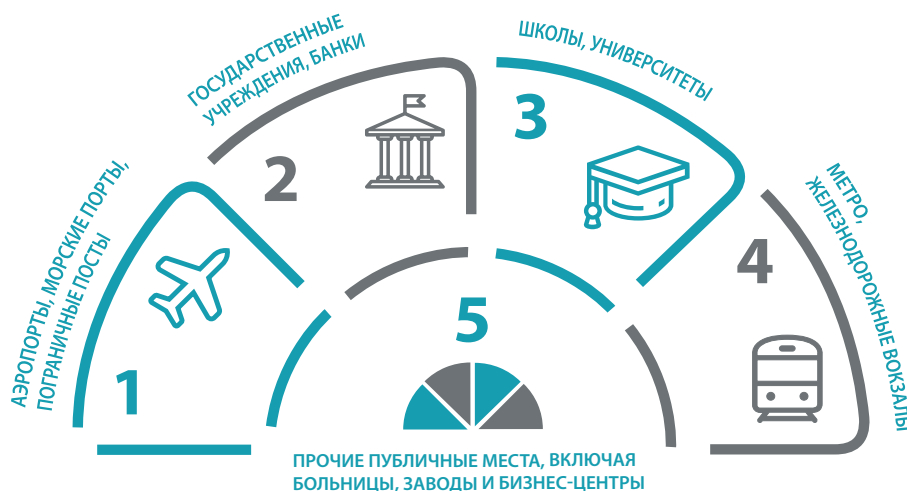 АЭРОПОРТЫ, МОРСКИЕ ПОРТЫ,
ПОГРАНИЧНЫЕ ПОСТЫ
1
ГОСУДАРСТВЕННЫЕ
УЧРЕЖДЕНИЯ, БАНКИ
2
ШКОЛЫ, УНИВЕРСИТЕТЫ
3
МЕТРО,
ЖЕЛЕЗНОДОРОЖНЫЕ ВОКЗАЛЫ
4
5
ПРОЧИЕ ПУБЛИЧНЫЕ МЕСТА, ВКЛЮЧАЯ
БОЛЬНИЦЫ, ЗАВОДЫ И БИЗНЕС-ЦЕНТРЫ